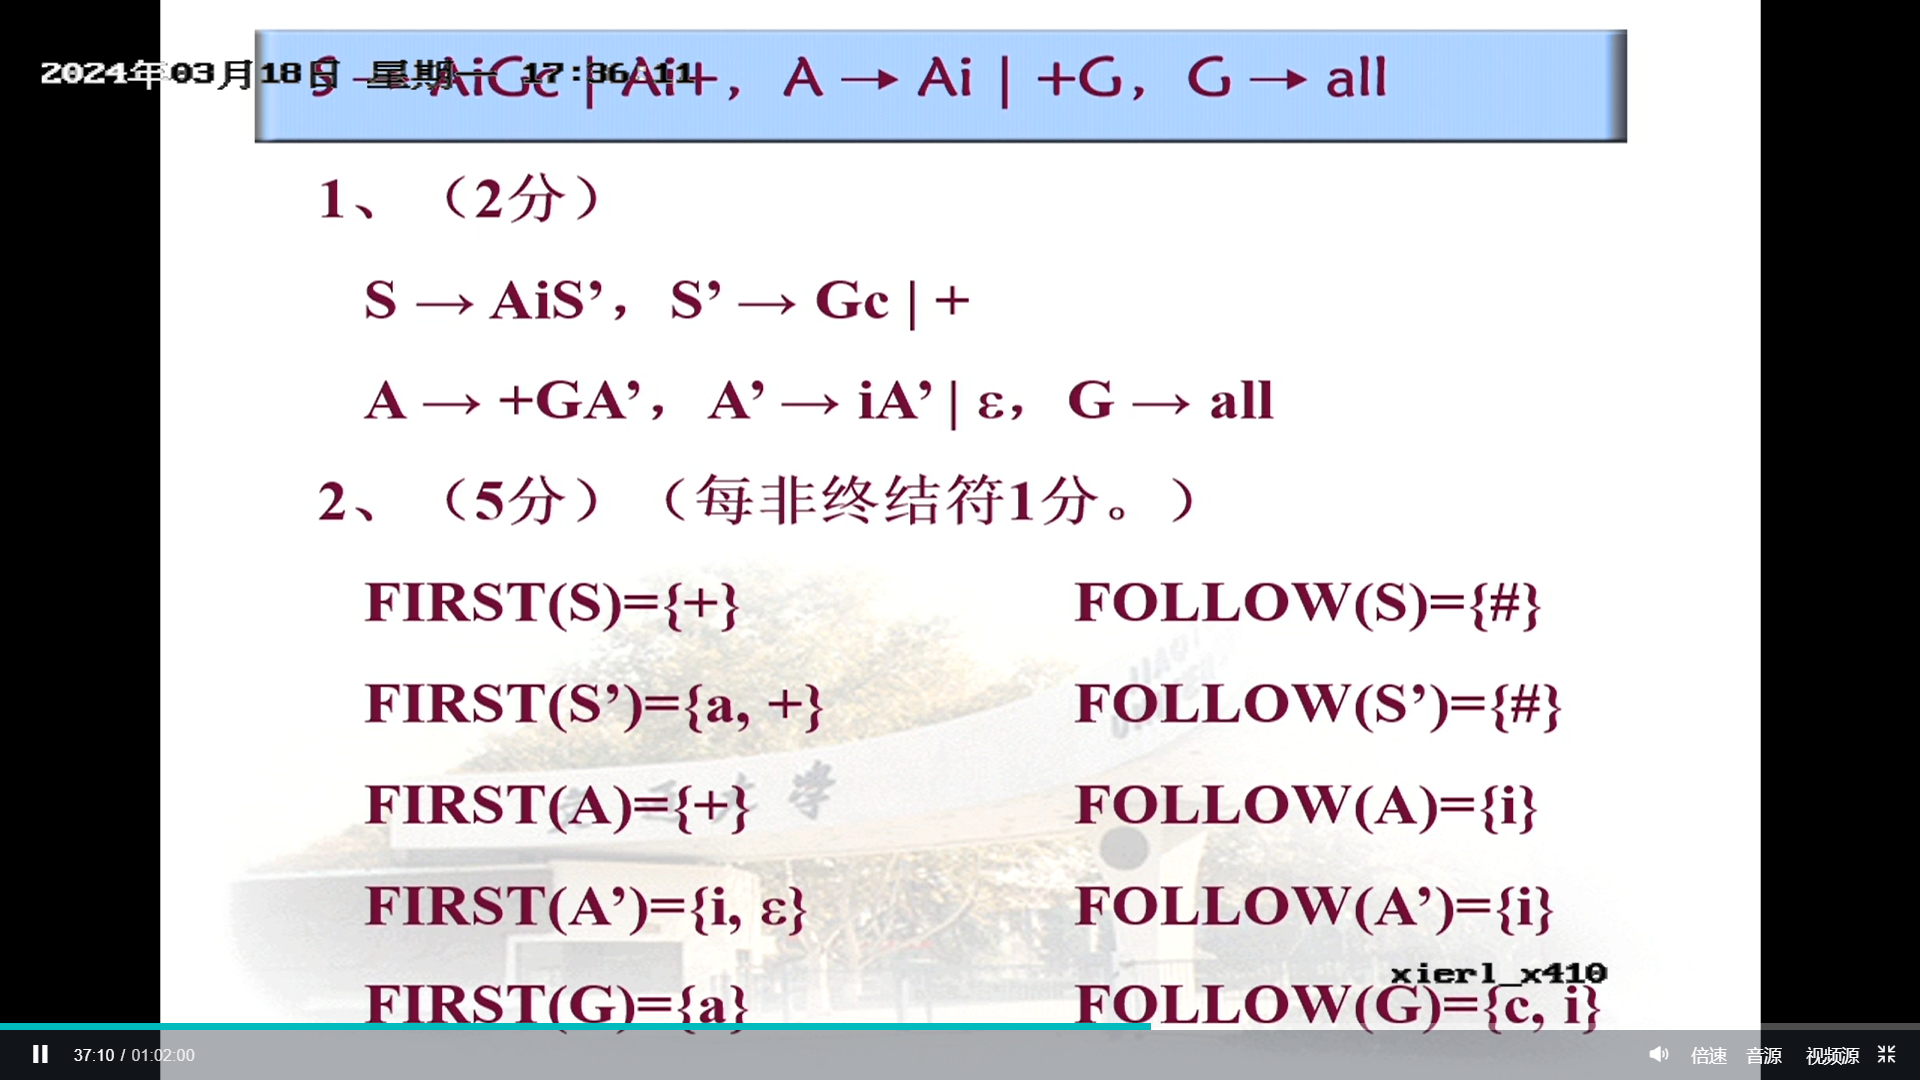 2024年03月18日 星期一 17:36:11
S → AiGc | Ai+, A → Ai | +G, G → all
1、（2分）
S → AiS’, S’ → Gc | +
A → +GA’, A’ → iA’ | ε, G → all
2、（5分）（每非终结符1分。）
FIRST(S)={+} FOLLOW(S)={#}
FIRST(S’)={a, +} FOLLOW(S’)={#}
FIRST(A)={+} FOLLOW(A)={i}
FIRST(A’)={i, ε} FOLLOW(A’)={i}
xierl_x410
FIRST(G)={a} FOLLOW(G)={c, i}
37:10 / 01:02:00 倍速 音源 视频源